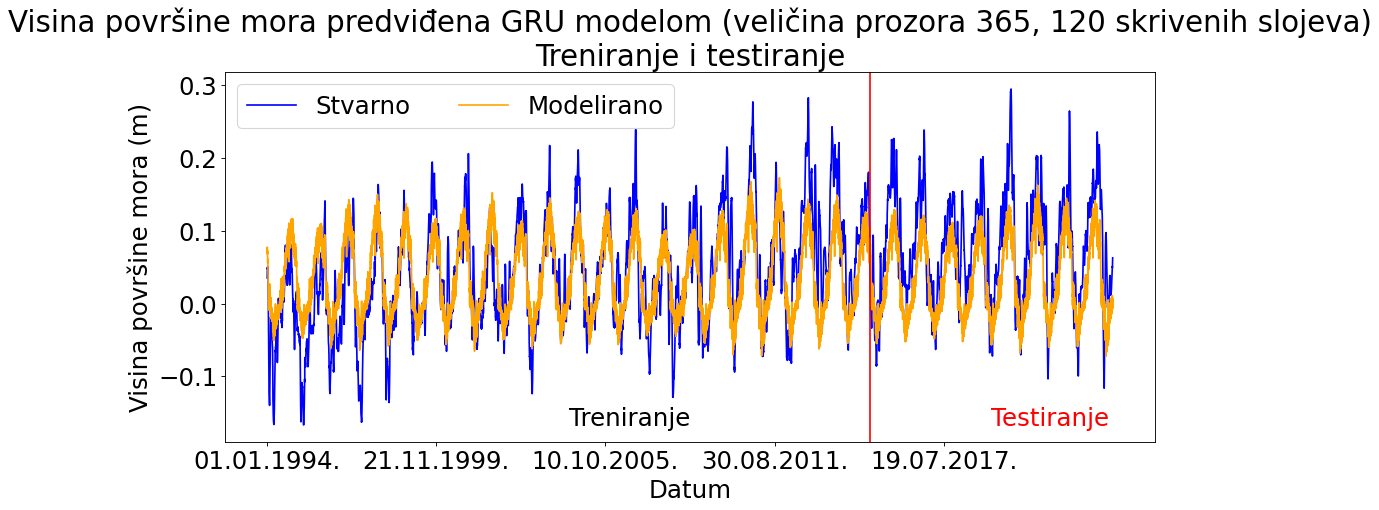 Visina površine mora predviđena GRU modelom (veličina prozora 365, 120 skrivenih slojeva)
Treniranje i testiranje
Stvarno
Modelirano
Visina površine mora (m)
0.3
0.2
0.1
0.0
−0.1
Treniranje
Testiranje
01.01.1994.
21.11.1999.
10.10.2005.
30.08.2011.
19.07.2017.
Datum